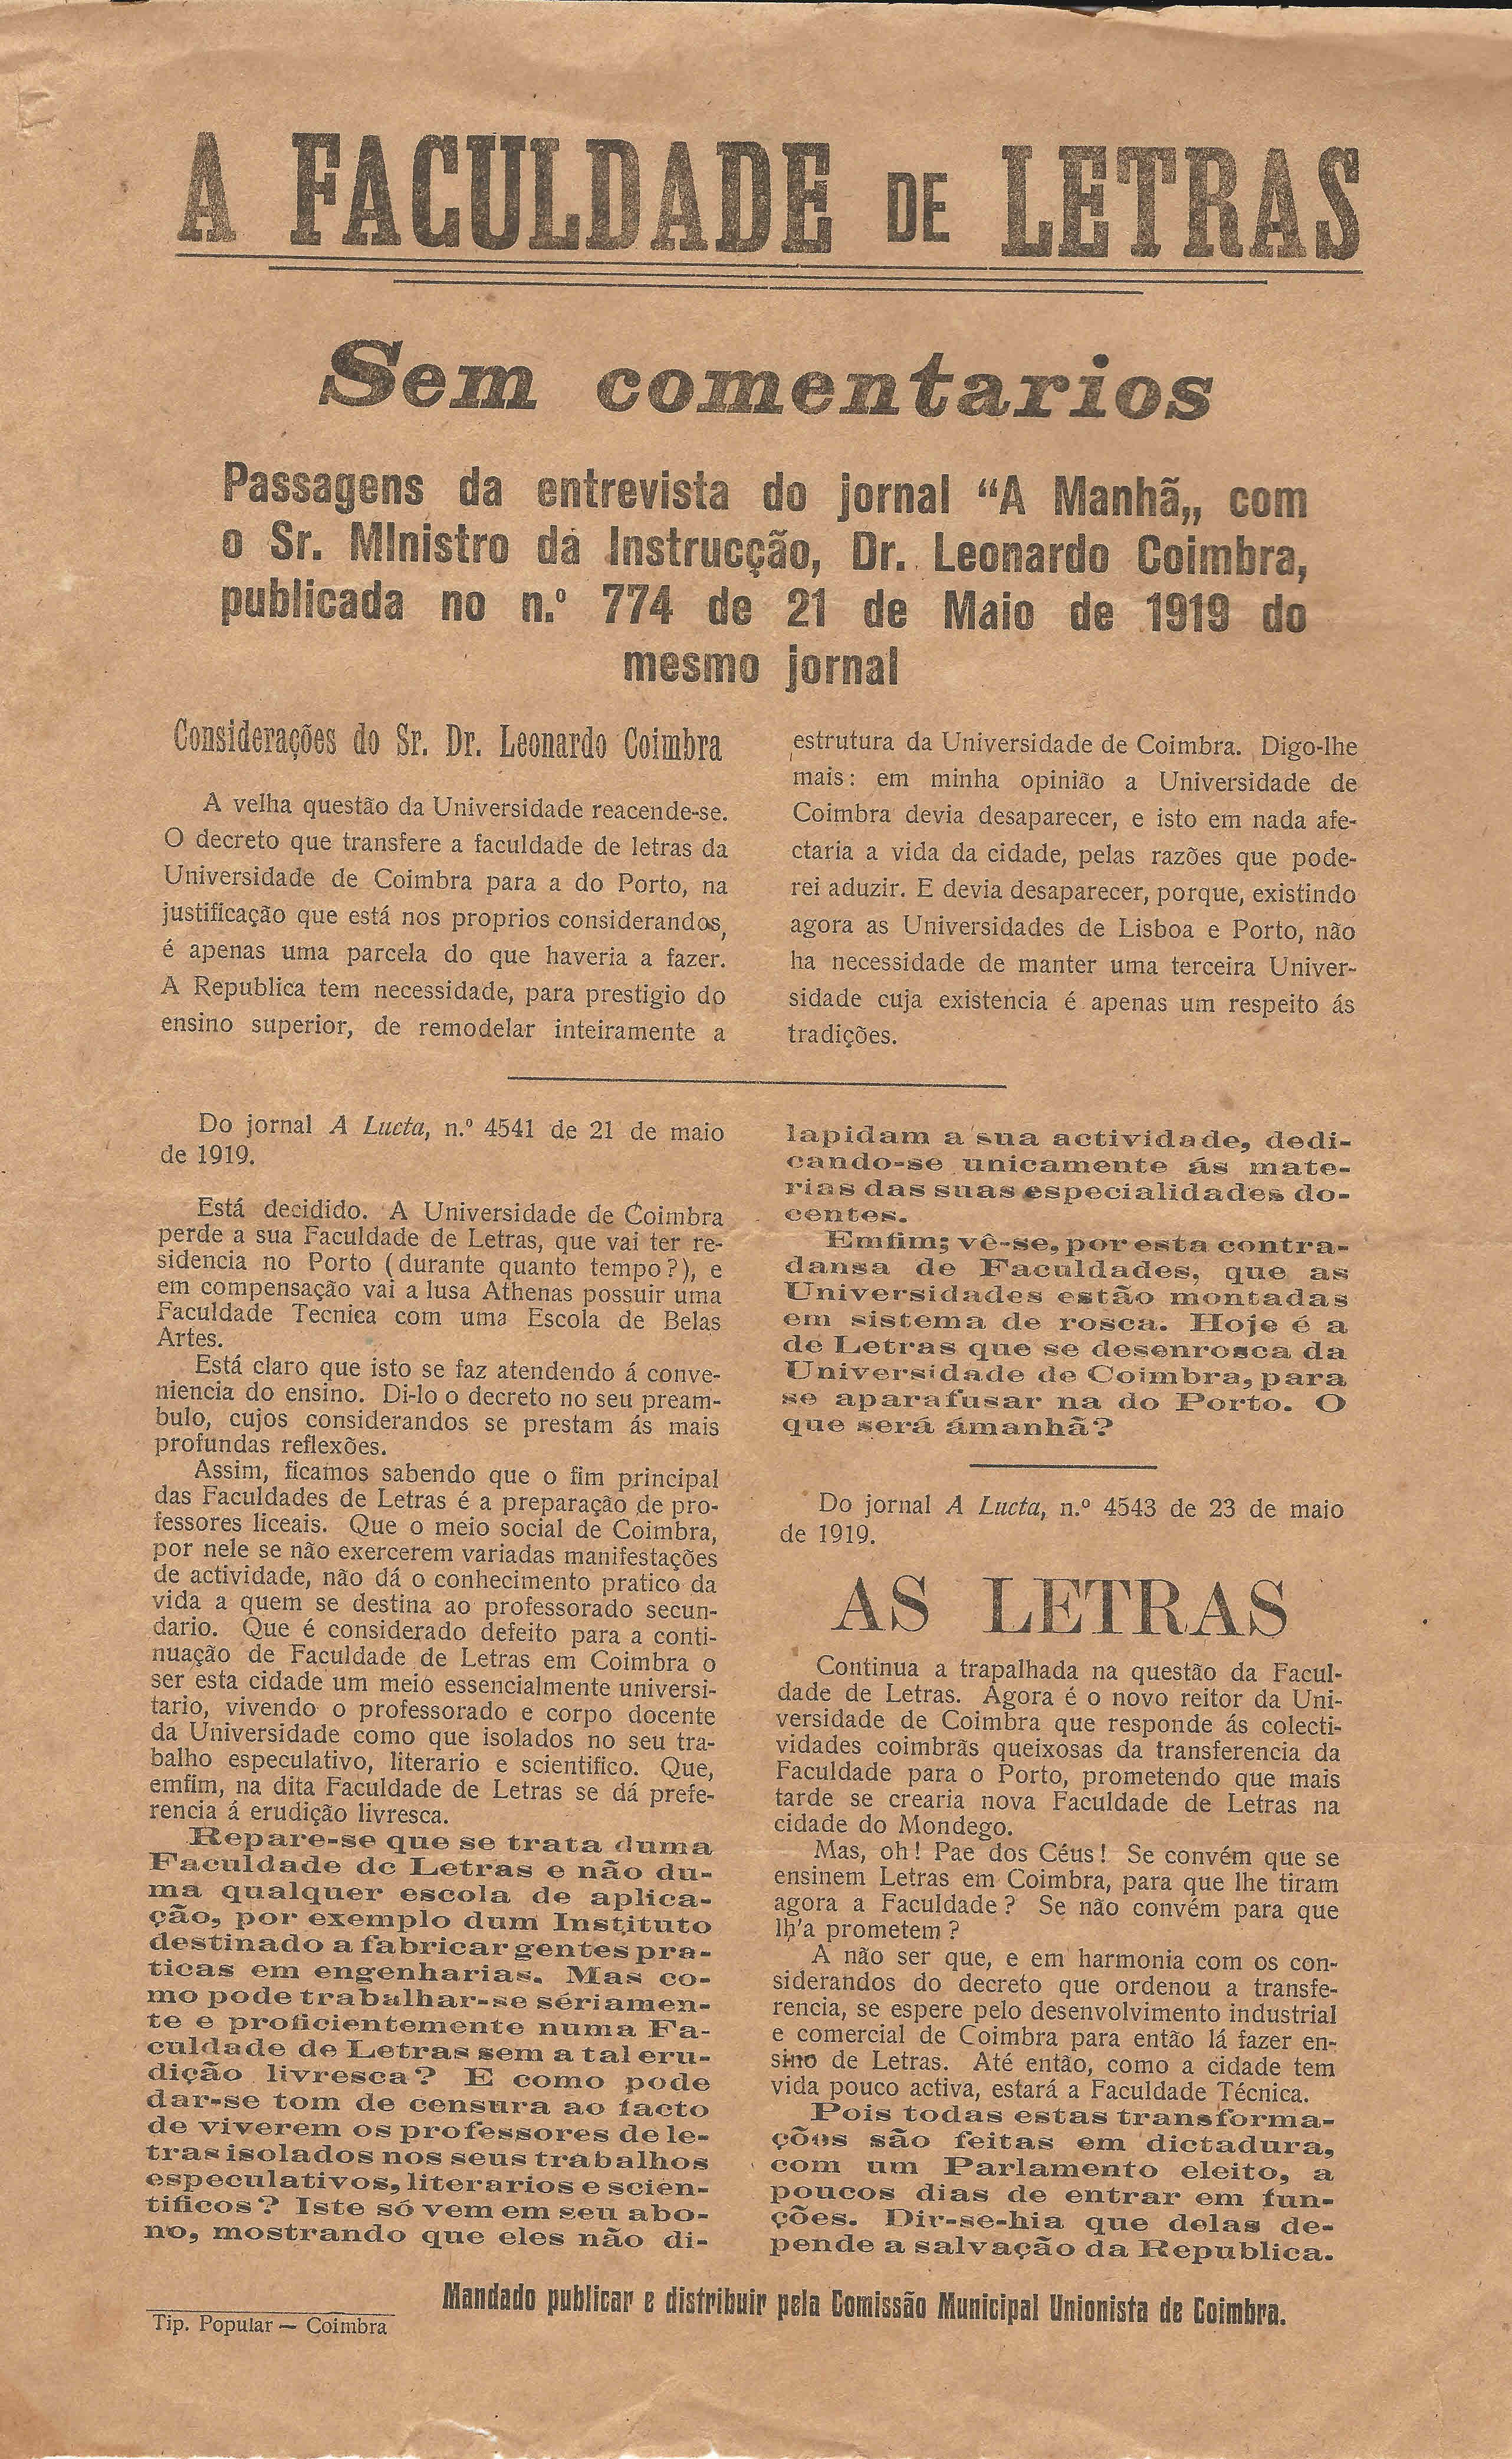 A FACULDADE DE LETRAS
Sem comentarios
Passagens da entrevista do jornal “A Manhã„ com
o Sr. MInistro da Instrucção, Dr. Leonardo Coimbra,
publicada no n.º 774 de 21 de Maio de 1919 do
mesmo jornal
Considerações do Sr. Dr. Leonardo Coimbra
A velha questão da Universidade reacende-se.
O decreto que transfere a faculdade de letras da
Universidade de Coimbra para a do Porto, na
justificação que está nos proprios considerandos,
é apenas uma parcela do que haveria a fazer.
A Republica tem necessidade, para prestigio do
ensino superior, de remodelar inteiramente a
estrutura da Universidade de Coimbra. Digo-lhe
mais: em minha opinião a Universidade de
Coimbra devia desaparecer, e isto em nada afe-
ctaria a vida da cidade, pelas razões que pode-
rei aduzir. E devia desaparecer, porque, existindo
agora as Universidades de Lisboa e Porto, não
ha necessidade de manter uma terceira Univer-
sidade cuja existencia é apenas um respeito ás
tradições.
Do jornal A Lucta, n.º 4541 de 21 de maio
de 1919.
Está decidido. A Universidade de Coimbra
perde a sua Faculdade de Letras, que vai ter re-
sidencia no Porto (durante quanto tempo?), e
em compensação vai a lusa Athenas possuir uma
Faculdade Tecnica com uma Escola de Belas
Artes.
Está claro que isto se faz atendendo á conve-
niencia do ensino. Di-lo o decreto no seu pream-
bulo, cujos considerandos se prestam ás mais
profundas reflexões.
Assim, ficamos sabendo que o fim principal
das Faculdades de Letras é a preparação de pro-
fessores liceais. Que o meio social de Coimbra,
por nele se não exercerem variadas manifestações
de actividade, não dá o conhecimento pratico da
vida a quem se destina ao professorado secun-
dario. Que é considerado defeito para a conti-
nuação de Faculdade de Letras em Coimbra o
ser esta cidade um meio essencialmente universi-
tario, vivendo o professorado e corpo docente
da Universidade como que isolados no seu tra-
balho especulativo, literario e scientifico. Que,
emfim, na dita Faculdade de Letras se dá prefe-
rencia á erudição livresca.
Repare-se que se trata duma
Faculdade de Letras e não du-
ma qualquer escola de aplica-
ção, por exemplo dum Instituto
destinado a fabricar gentes pra-
ticas em engenharias. Mas co-
mo pode trabalhar-se sériamen-
te e proficientemente numa Fa-
culdade de Letras sem a tal eru-
dição livresca? E como pode
dar-se tom de censura ao facto
de viverem os professores de le-
tras isolados nos seus trabalhos
especulativos, literarios e scien-
tificos? Iste só vem em seu abo-
no, mostrando que eles não di-
lapidam a sua actividade, dedi-
cando-se unicamente ás mate-
rias das suas especialidades do-
centes.
Emfim; vê-se, por esta contra-
dansa de Faculdades, que as
Universidades estão montadas
em sistema de rosca. Hoje é a
de Letras que se desenrosca da
Universidade de Coimbra, para
se aparafusar na do Porto. O
que será ámanhã?
Do jornal A Lucta, n.º 4543 de 23 de maio
de 1919.
AS LETRAS
Continua a trapalhada na questão da Facul-
dade de Letras. Agora é o novo reitor da Uni-
versidade de Coimbra que responde ás colecti-
vidades coimbrãs queixosas da transferencia da
Faculdade para o Porto, prometendo que mais
tarde se crearia nova Faculdade de Letras na
cidade do Mondego.
Mas, oh! Pae dos Céus! Se convém que se
ensinem Letras em Coimbra, para que lhe tiram
agora a Faculdade? Se não convém para que
lh'a prometem?
A não ser que, e em harmonia com os con-
siderandos do decreto que ordenou a transfe-
rencia, se espere pelo desenvolvimento industrial
e comercial de Coimbra para então lá fazer en-
sino de Letras. Até então, como a cidade tem
vida pouco activa, estará a Faculdade Técnica.
Pois todas estas transforma-
ções são feitas em dictadura,
com um Parlamento eleito, a
poucos dias de entrar em fun-
ções. Dir-se-hia que delas de-
pende a salvação da Republica.
Mandado publicar e distribuir pela Comissão Municipal Unionista de Coimbra.
Tip. Popular — Coimbra